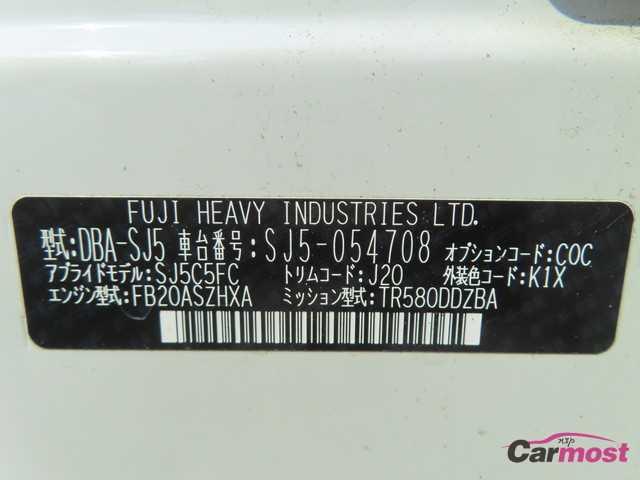 FUJI HEAVY INDUSTRIES LTD.
型式:DBA-SJ5 車台番号:SJ5-054708 オプションコード:COC
アプライドモデル:SJ5C5FC トリムコード:J20 外装色コード:K1X
エンジン型式:FB20ASZHXA ミッション型式:TR580DDZBA
nxp
Carmost